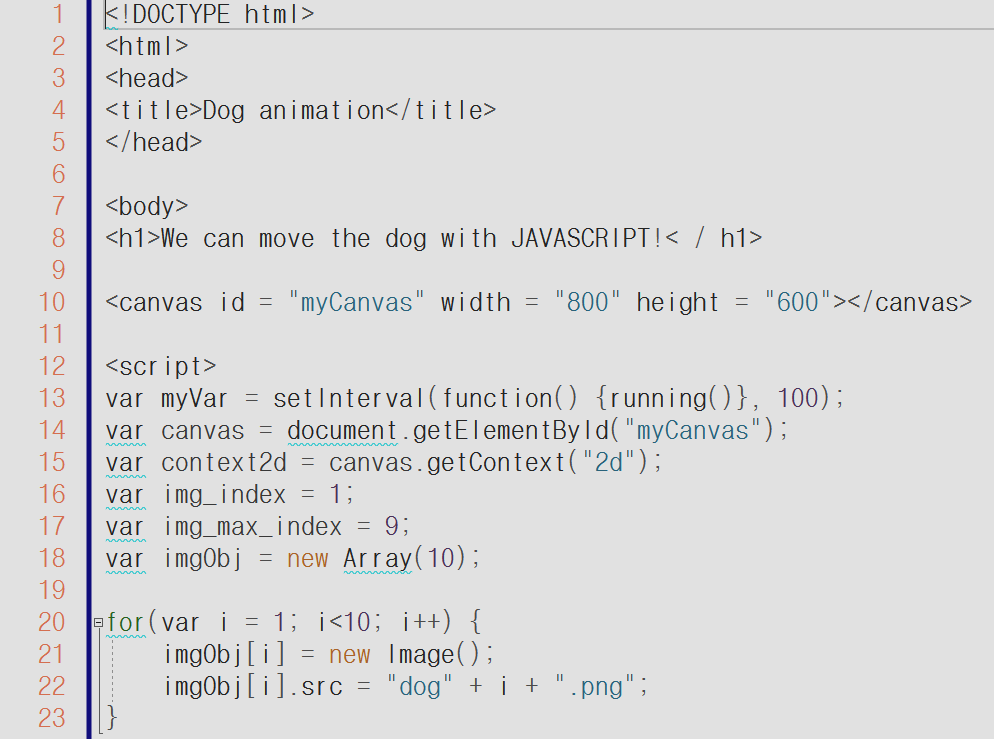 1 <!DOCTYPE html>
2 <html>
3 <head>
4 <title>Dog animation</title>
5 </head>
6
7 <body>
8 <h1>We can move the dog with JAVASCRIPT!< / h1>
9
10 <canvas id = "myCanvas" width = "800" height = "600"></canvas>
11
12 <script>
13 var myVar = setInterval(function() {running()}, 100);
14 var canvas = document.getElementById("myCanvas");
15 var context2d = canvas.getContext("2d");
16 var img_index = 1;
17 var img_max_index = 9;
18 var imgObj = new Array(10);
19
20 for(var i = 1; i<10; i++) {
21     imgObj[i] = new Image();
22     imgObj[i].src = "dog" + i + ".png";
23 }